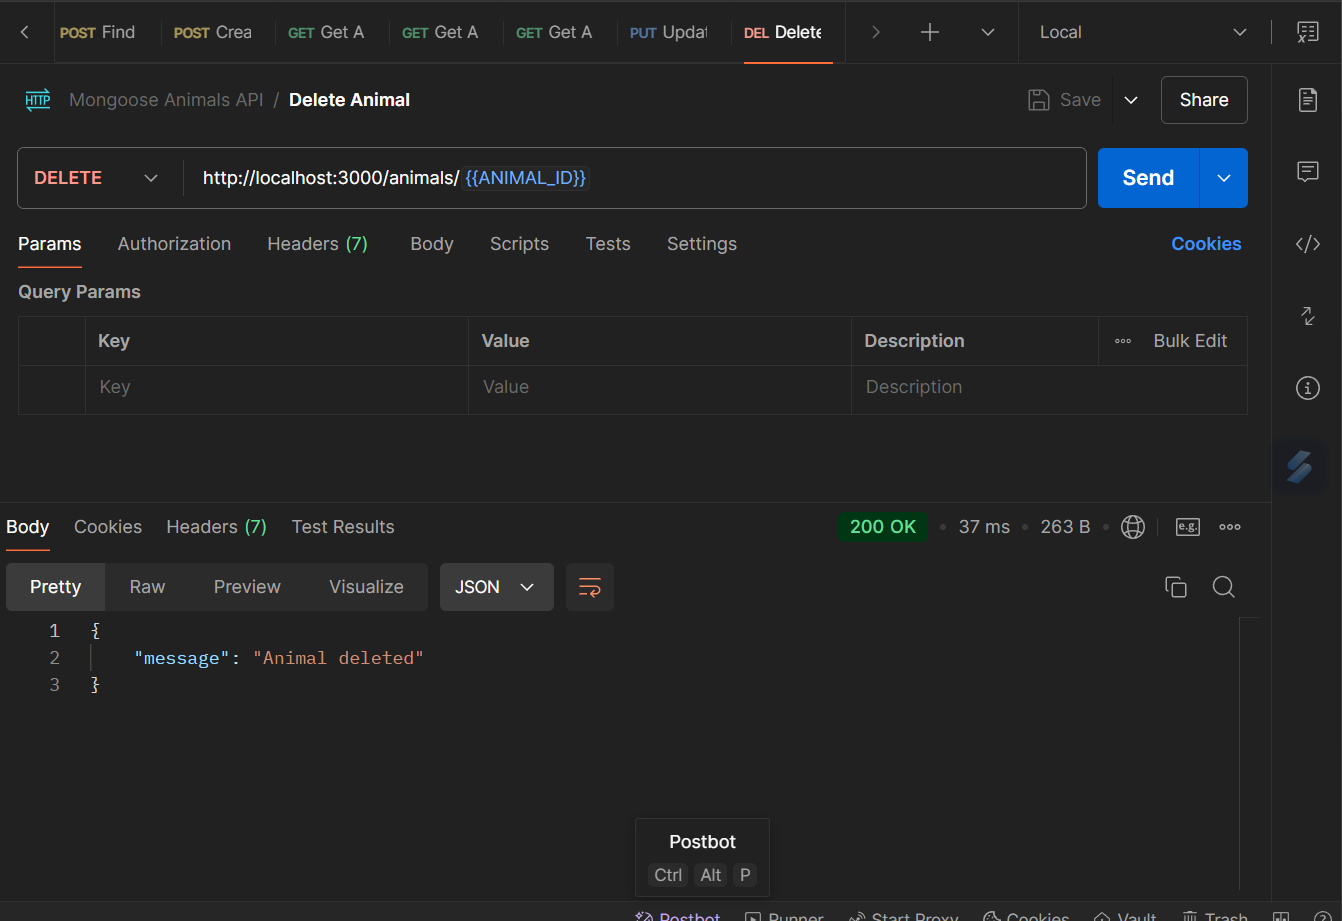 POST Find POST Crea GET Get A GET Get A GET Get A PUT Updat DEL Delete Local
HTTP Mongoose Animals API / Delete Animal Save Share
DELETE http://localhost:3000/animals/ {{ANIMAL_ID}} Send
Params Authorization Headers (7) Body Scripts Tests Settings Cookies
Query Params
Key Value Description Bulk Edit
Key Value Description
Body Cookies Headers (7) Test Results 200 OK 37 ms 263 B e.g.
Pretty Raw Preview Visualize JSON
1 {
2 "message": "Animal deleted"
3 }
Postbot
Ctrl Alt P
Postbot Runner Start Proxy Cookies Vault Trash